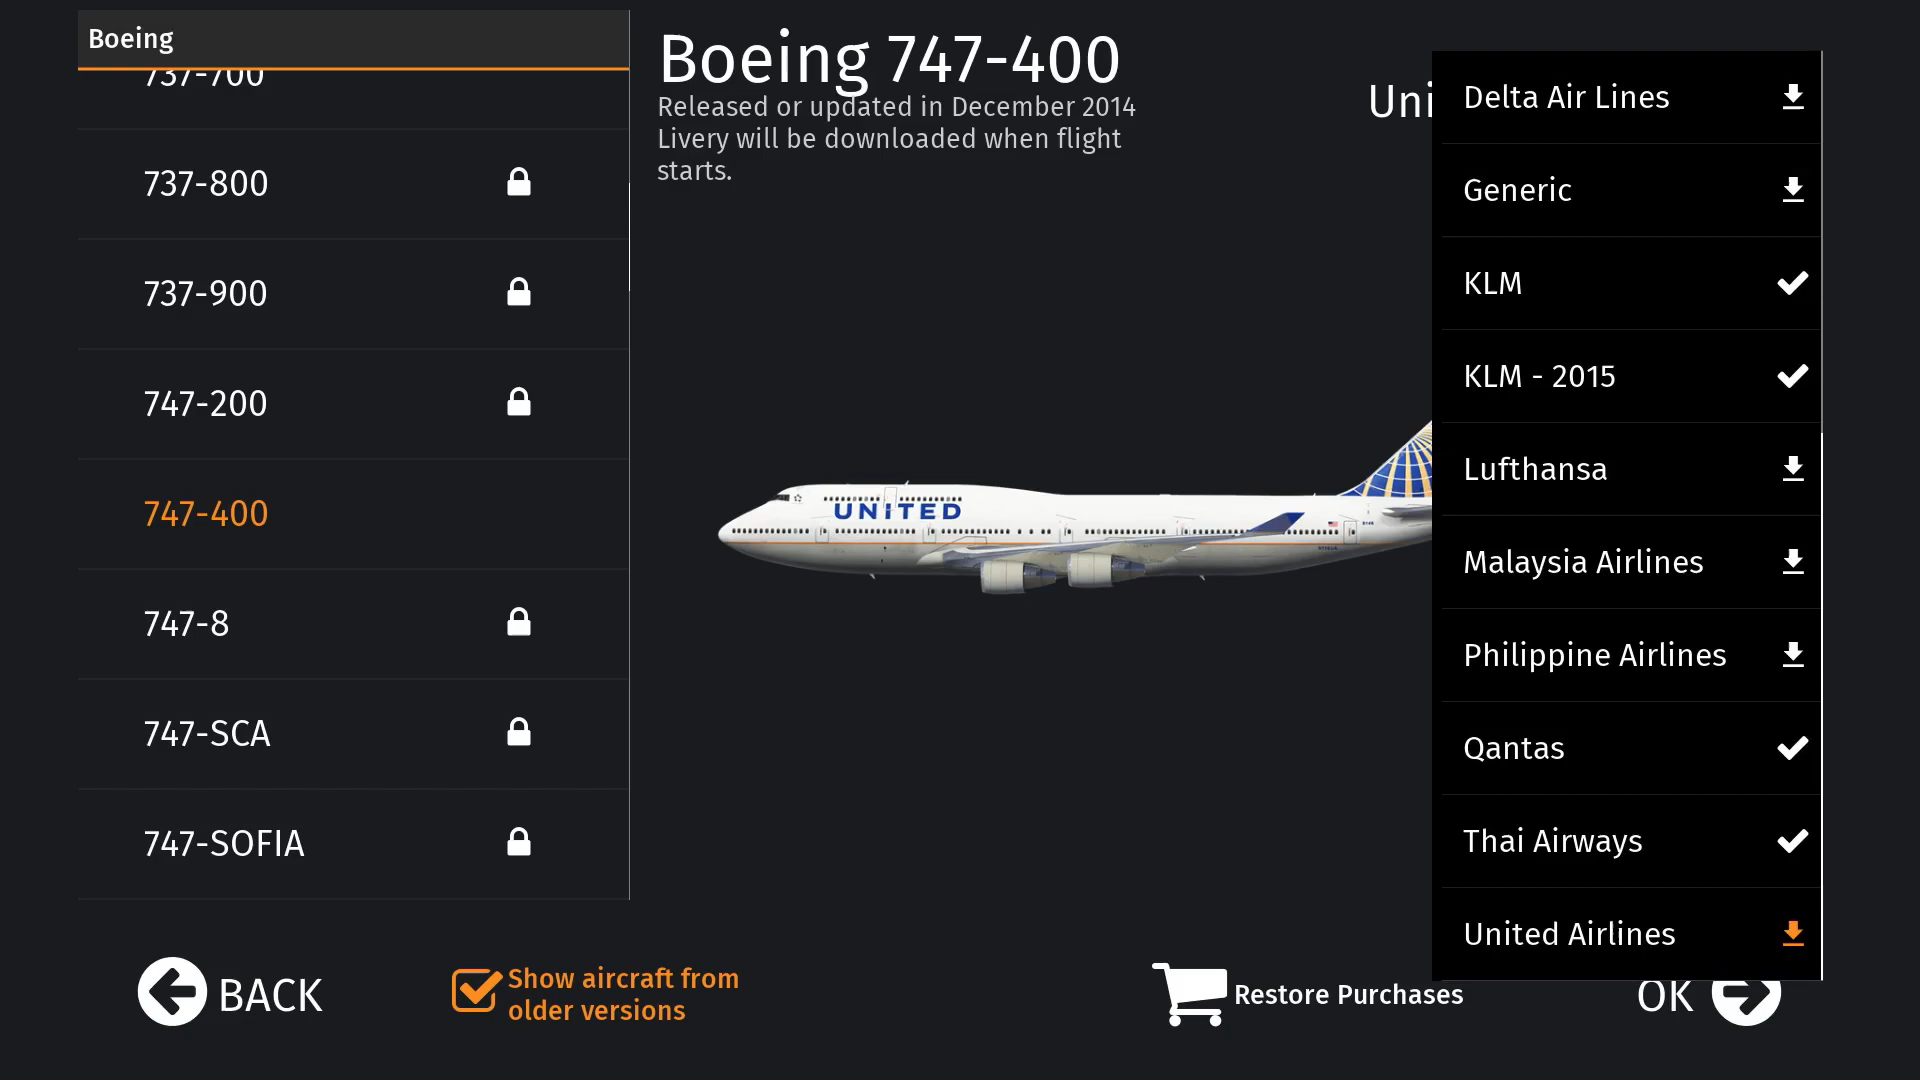 Boeing
737-700
737-800
737-900
747-200
747-400
747-8
747-SCA
747-SOFIA
Boeing 747-400
Released or updated in December 2014
Livery will be downloaded when flight
starts.
Uni
UNITED
Delta Air Lines
Generic
KLM
KLM - 2015
Lufthansa
Malaysia Airlines
Philippine Airlines
Qantas
Thai Airways
United Airlines
BACK
Show aircraft from
older versions
Restore Purchases
OK